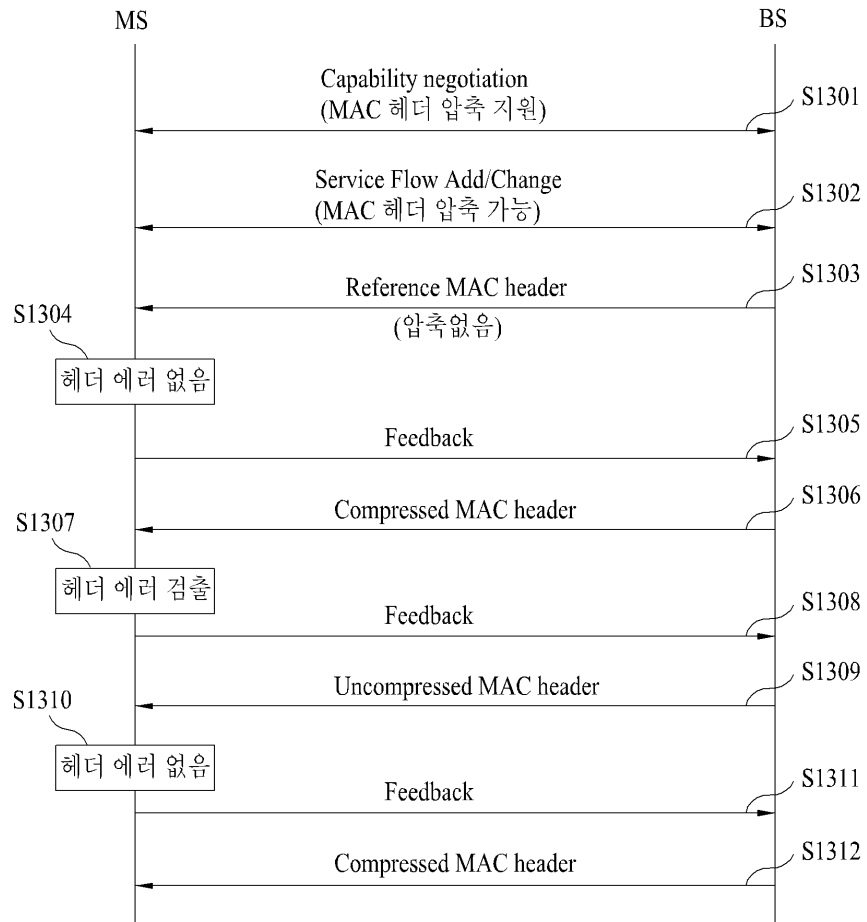 MS
BS
Capability negotiation
(MAC 헤더 압축 지원)
S1301
Service Flow Add/Change
(MAC 헤더 압축 가능)
S1302
Reference MAC header
(압축없음)
S1303
S1304
헤더 에러 없음
Feedback
S1305
Compressed MAC header
S1306
S1307
헤더 에러 검출
Feedback
S1308
Uncompressed MAC header
S1309
S1310
헤더 에러 없음
Feedback
S1311
Compressed MAC header
S1312